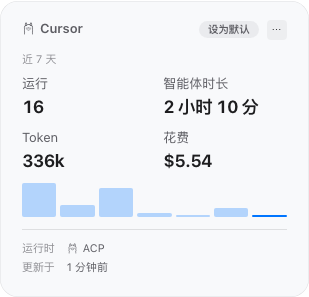 Cursor 设为默认 ...
近 7 天
运行 智能体时长
16 2 小时 10 分
Token 花费
336k $5.54
运行时 ACP
更新于 1 分钟前